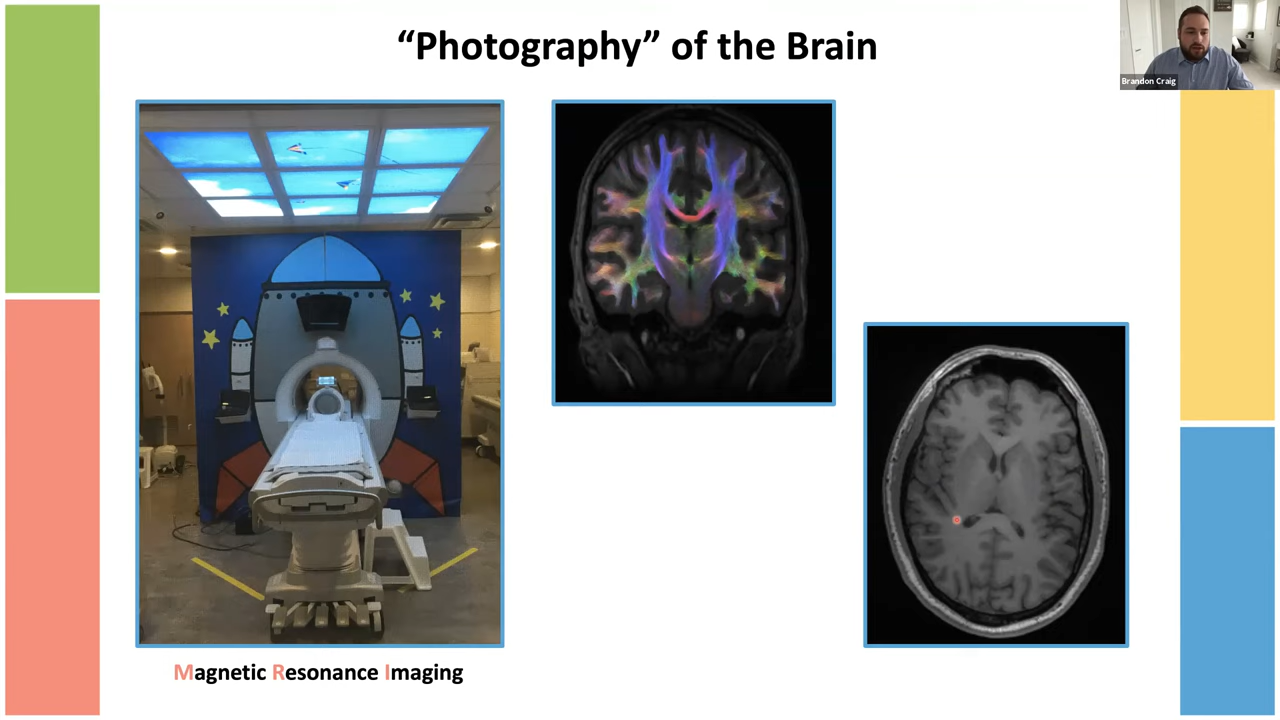 “Photography” of the Brain
Brandon Craig
Magnetic Resonance Imaging